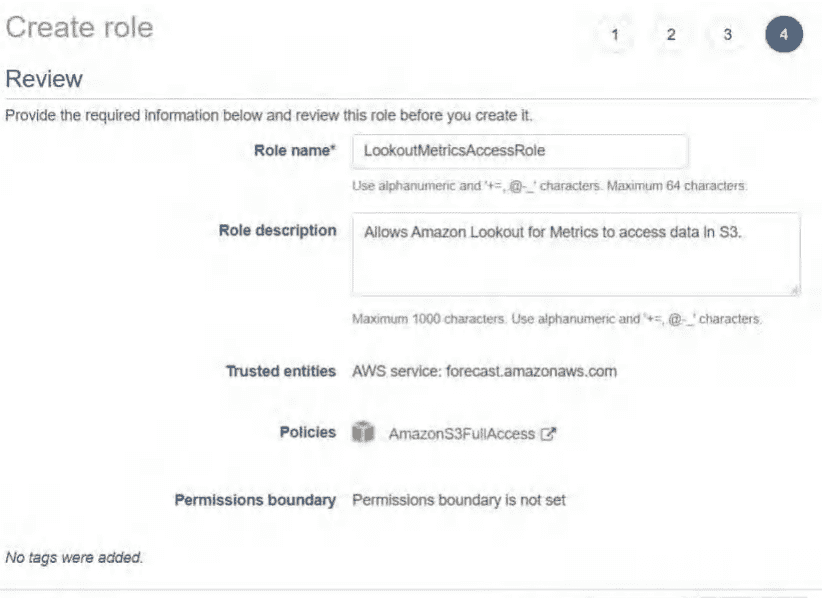 Create role
1 2 3 4
Review
Provide the required information below and review this role before you create it.
Role name* LookoutMetricsAccessRole
Use alphanumeric and '+=,.@-_' characters. Maximum 64 characters.
Role description Allows Amazon Lookout for Metrics to access data in S3.
Maximum 1000 characters. Use alphanumeric and '+=,.@-_' characters.
Trusted entities AWS service: forecast.amazonaws.com
Policies AmazonS3FullAccess
Permissions boundary Permissions boundary is not set
No tags were added.